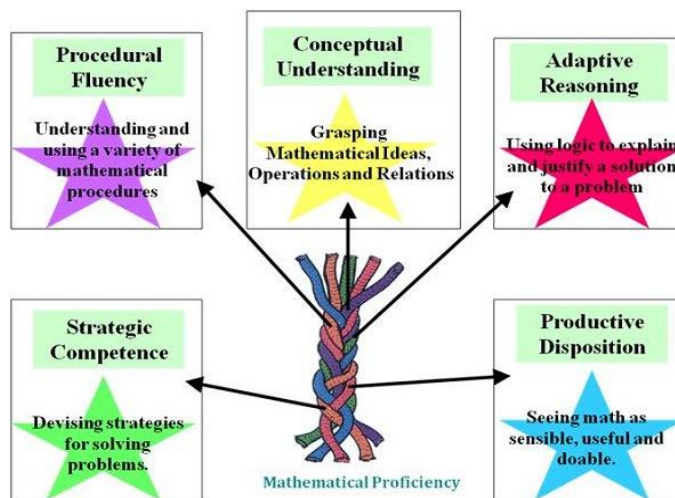 Procedural
Fluency
Understanding and
using a variety of
mathematical
procedures
Conceptual
Understanding
Grasping
Mathematical Ideas,
Operations and Relations
Adaptive
Reasoning
Using logic to explain
and justify a solution
to a problem
Strategic
Competence
Devising strategies
for solving
problems.
Productive
Disposition
Seeing math as
sensible, useful and
doable.
Mathematical Proficiency